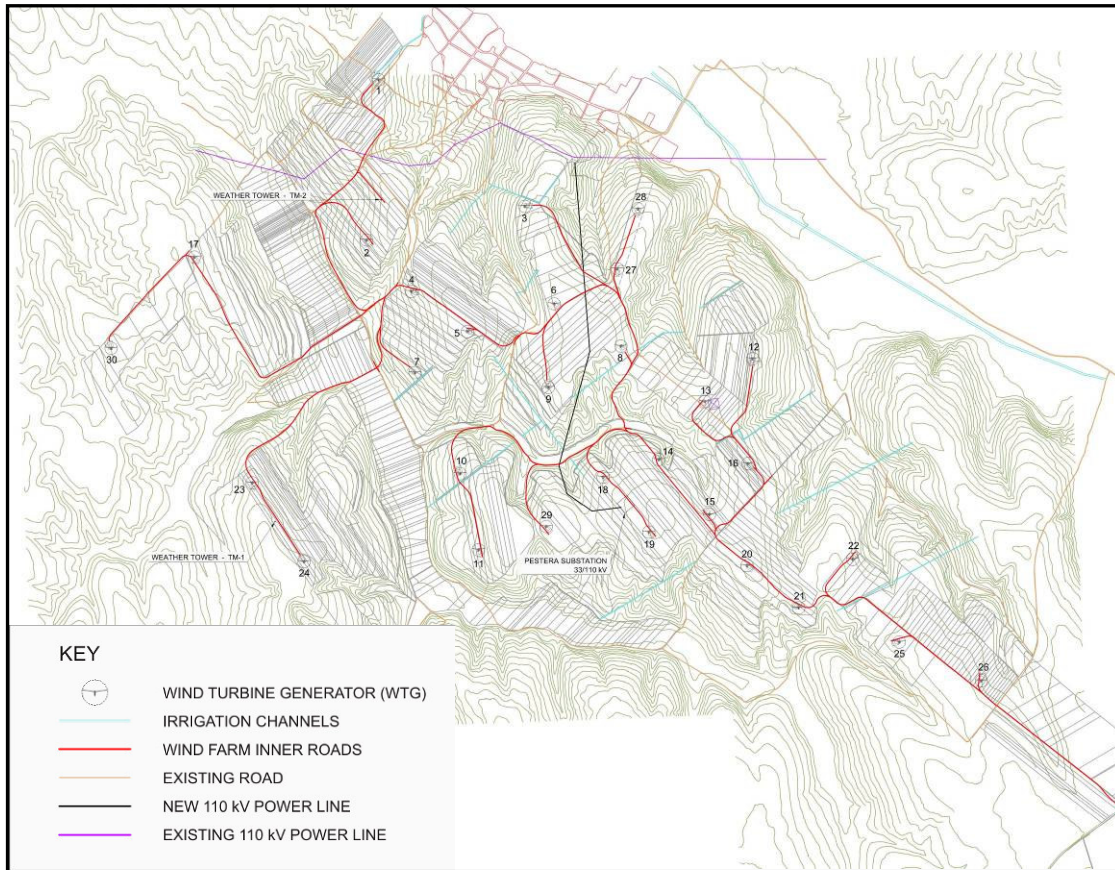 1
WEATHER TOWER - TM-2
28
3
17
2
27
4
6
5
30
8
12
7
9
13
10
14
16
23
18
15
29
19
WEATHER TOWER - TM-1
24
11
PESTERA SUBSTATION
33/110 kV
20
22
21
25
26
KEY
WIND TURBINE GENERATOR (WTG)
IRRIGATION CHANNELS
WIND FARM INNER ROADS
EXISTING ROAD
NEW 110 kV POWER LINE
EXISTING 110 kV POWER LINE